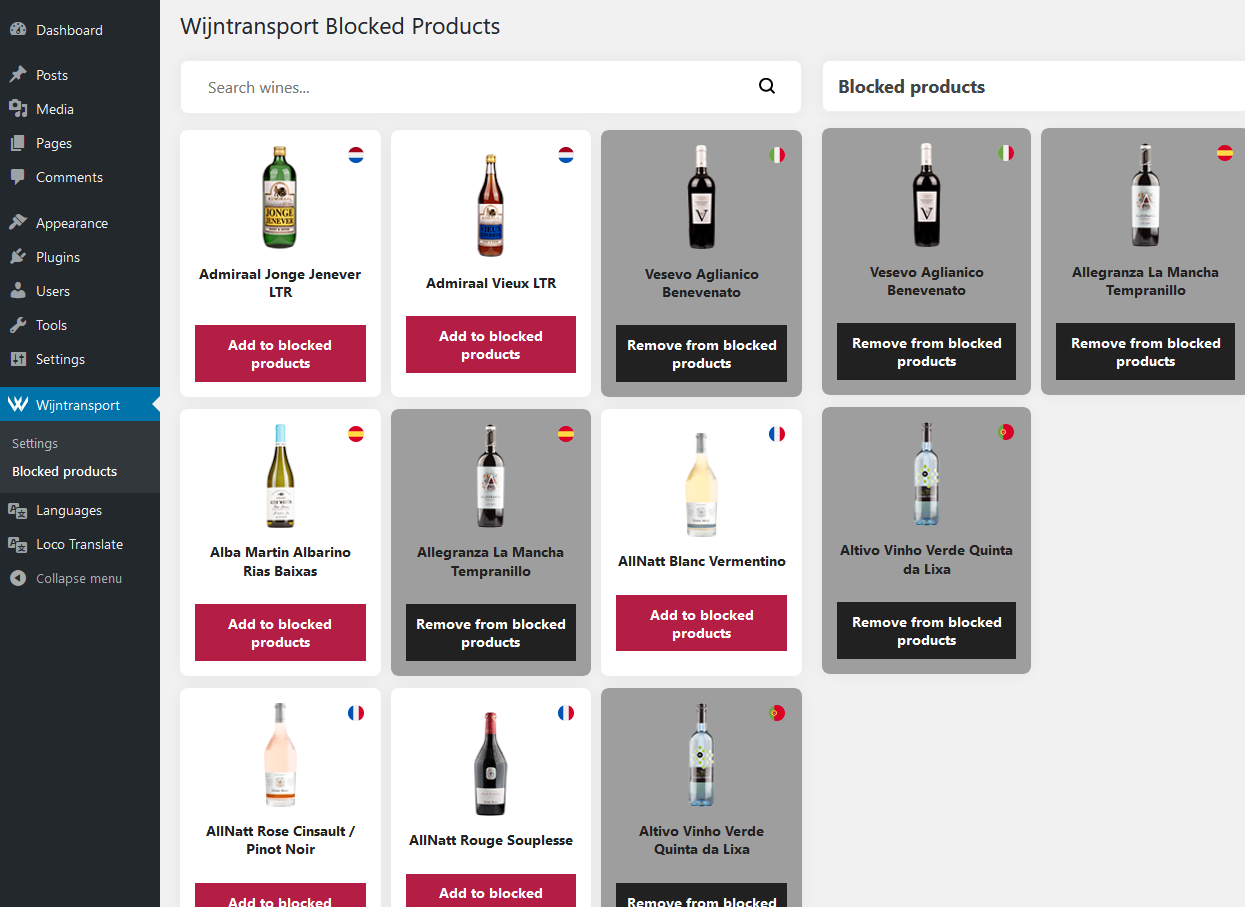 Dashboard
Posts
Media
Pages
Comments
Appearance
Plugins
Users
Tools
Settings
Wijntransport
Settings
Blocked products
Languages
Loco Translate
Collapse menu
Wijntransport Blocked Products
Search wines...
JONGE
JENEVER
Admiraal Jonge Jenever
LTR
Add to blocked
products
VIEUX
Admiraal Vieux LTR
Add to blocked
products
V
Vesevo Aglianico
Benevenato
Remove from blocked
products
Alba Martin Albarino
Rias Baixas
Add to blocked
products
Allegranza La Mancha
Tempranillo
Remove from blocked
products
AllNatt Blanc Vermentino
Add to blocked
products
AllNatt Rose Cinsault /
Pinot Noir
Add to blocked
AllNatt Rouge Souplesse
Add to blocked
Altivo Vinho Verde
Quinta da Lixa
Remove from blocked
Blocked products
V
Vesevo Aglianico
Benevenato
Remove from blocked
products
Allegranza La Mancha
Tempranillo
Remove from blocked
products
Altivo Vinho Verde Quinta
da Lixa
Remove from blocked
products